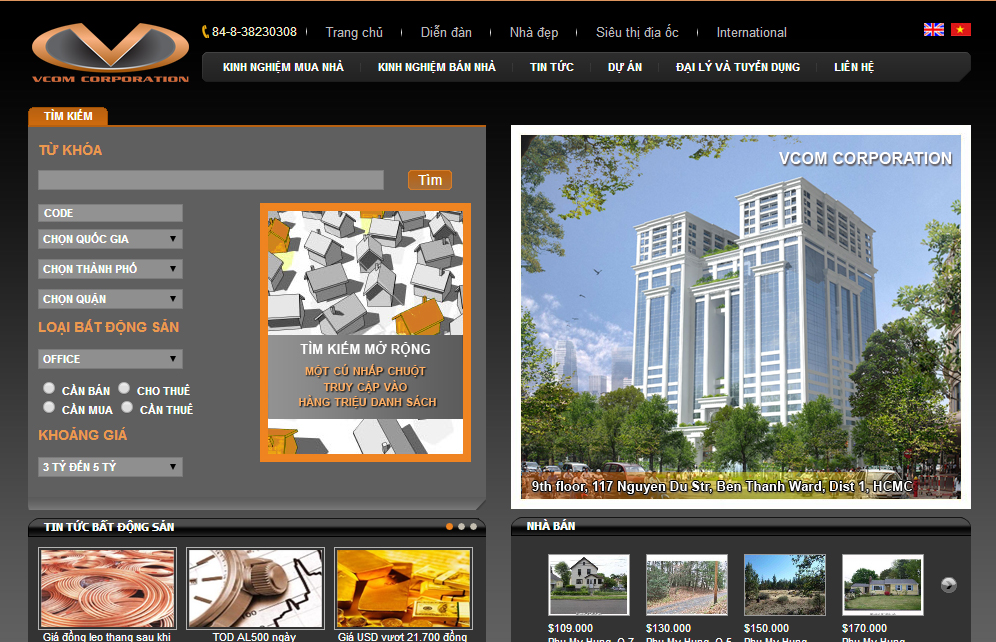 84-8-38230308
Trang chủ
Diễn đàn
Nhà đẹp
Siêu thị địa ốc
International
VCOM CORPORATION
KINH NGHIỆM MUA NHÀ
KINH NGHIỆM BÁN NHÀ
TIN TỨC
DỰ ÁN
ĐẠI LÝ VÀ TUYỂN DỤNG
LIÊN HỆ
TÌM KIẾM
TỪ KHÓA
Tìm
CODE
CHỌN QUỐC GIA
CHỌN THÀNH PHỐ
CHỌN QUẬN
LOẠI BẤT ĐỘNG SẢN
OFFICE
CẦN BÁN
CHO THUÊ
CẦN MUA
CẦN THUÊ
KHOẢNG GIÁ
3 TỶ ĐẾN 5 TỶ
TÌM KIẾM MỞ RỘNG
MỘT CÚ NHẤP CHUỘT
TRUY CẬP VÀO
HÀNG TRIỆU DANH SÁCH
VCOM CORPORATION
9th floor, 117 Nguyen Du Str, Ben Thanh Ward, Dist 1, HCMC
TIN TỨC BẤT ĐỘNG SẢN
Giá đồng leo thang sau khi
TOD AL500 ngày
Giá USD vượt 21.700 đồng
NHÀ BÁN
$109.000
Phu My Hung, Q.7
$130.000
Phu My Hung, Q.5
$150.000
Phu My Hung
$170.000
Phu My Hung